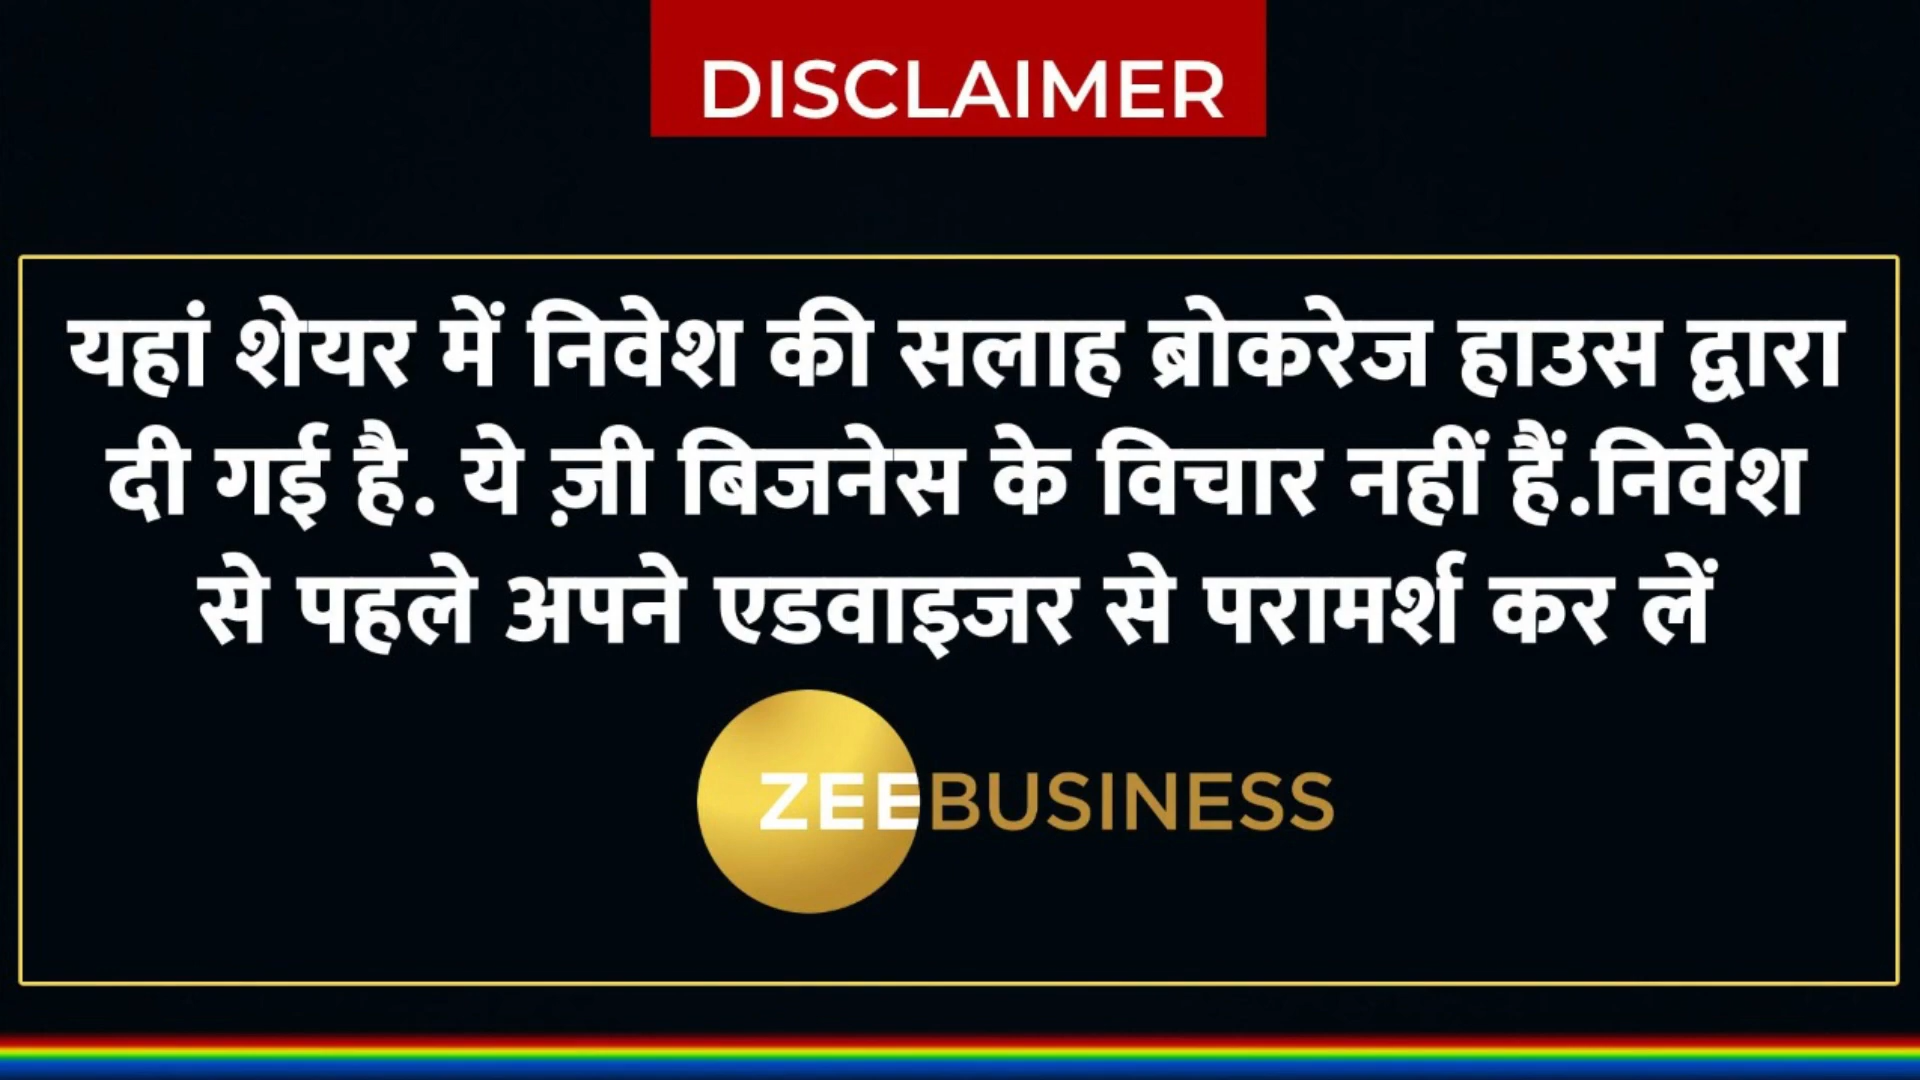 DISCLAIMER
यहां शेयर में निवेश की सलाह ब्रोकरेज हाउस द्वारा
दी गई है. ये ज़ी बिजनेस के विचार नहीं हैं.निवेश
से पहले अपने एडवाइजर से परामर्श कर लें
ZEEBUSINESS